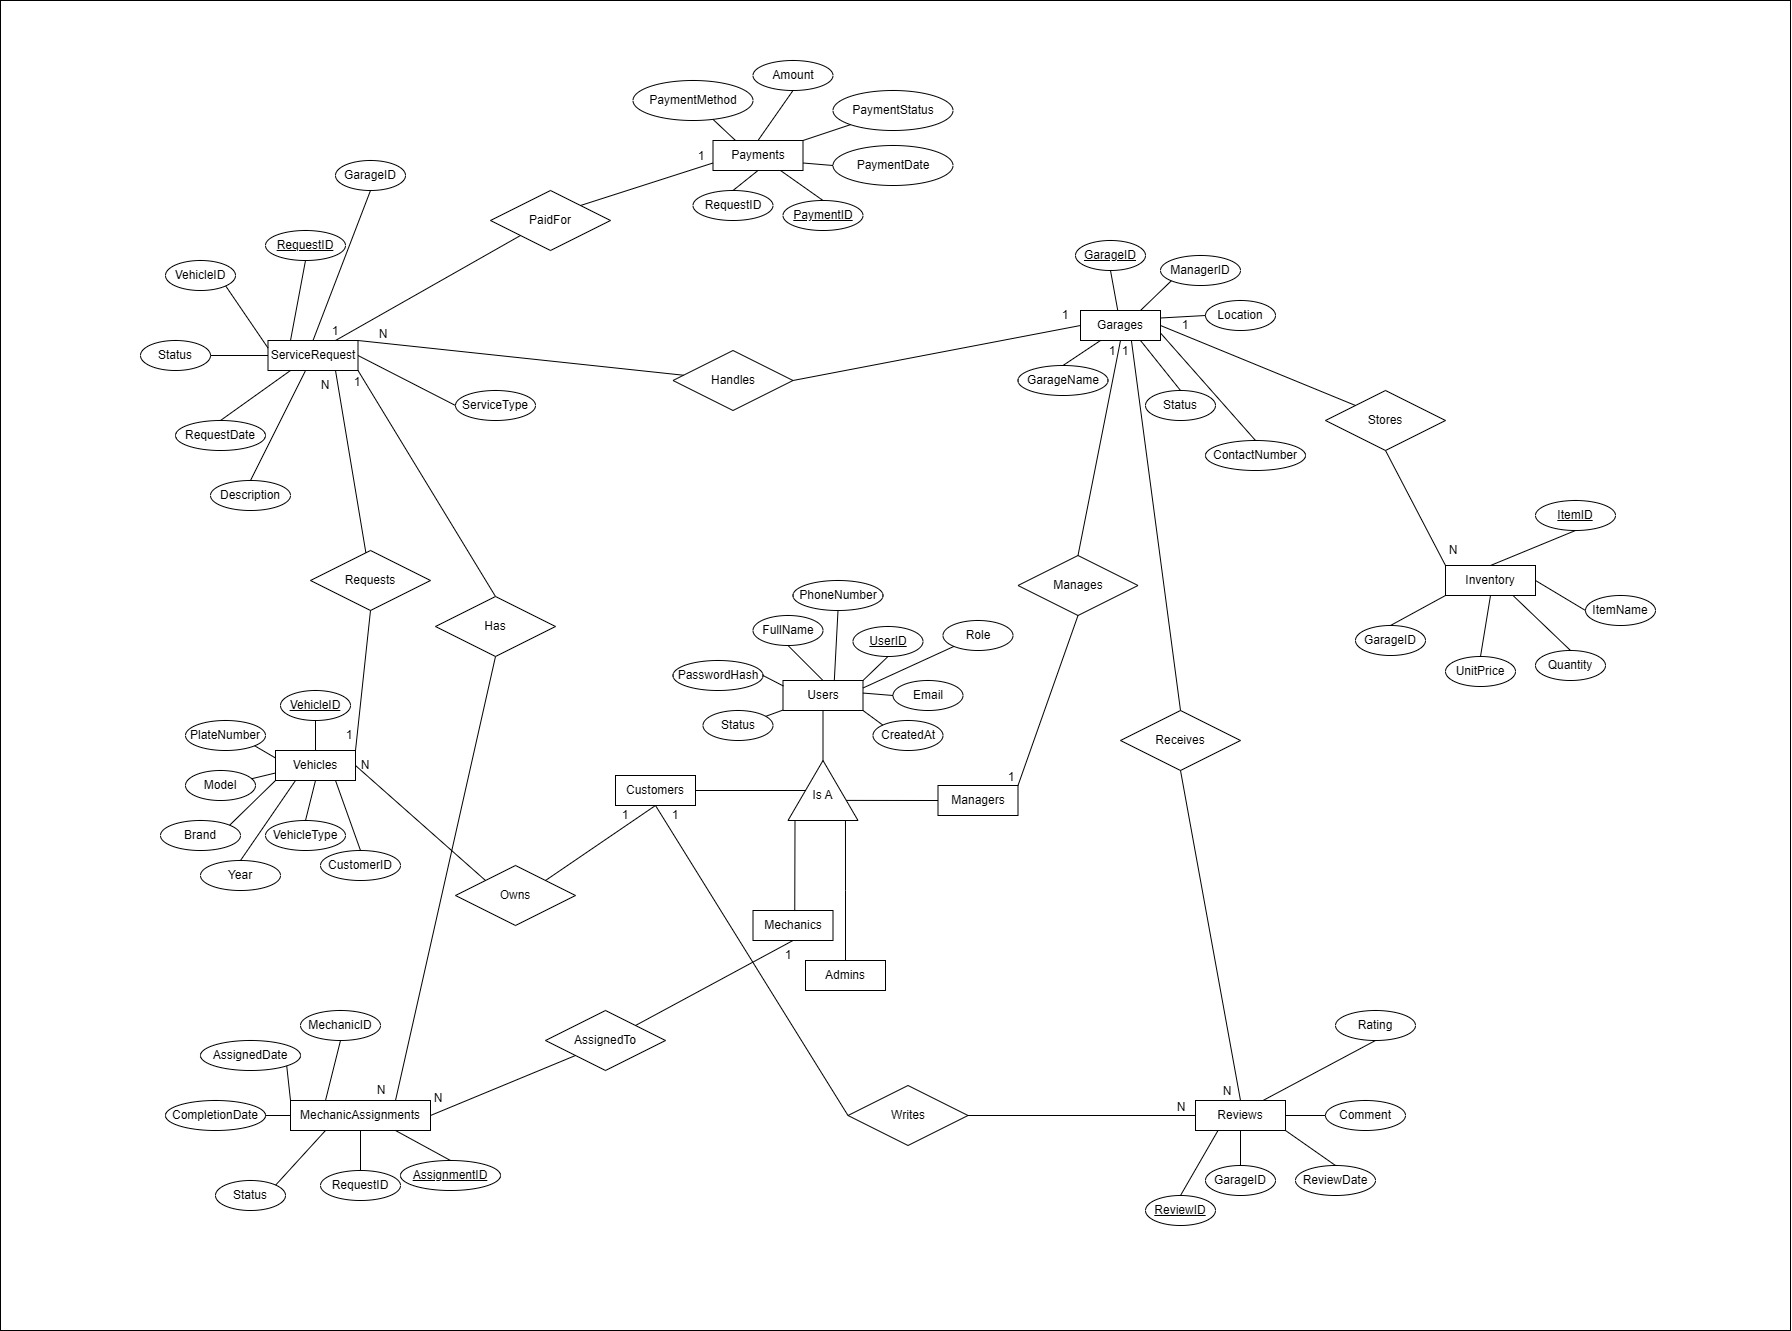 Amount
PaymentMethod
PaymentStatus
Payments
1
PaymentDate
GarageID
RequestID
PaymentID
PaidFor
RequestID
VehicleID
GarageID
ManagerID
Location
1
Garages
1
1
N
Status
ServiceRequest
1
1
Handles
GarageName
N
1
ServiceType
Status
Stores
RequestDate
ContactNumber
Description
ItemID
N
Requests
Inventory
Manages
PhoneNumber
ItemName
Has
FullName
UserID
Role
GarageID
UnitPrice
Quantity
PasswordHash
Users
Email
VehicleID
Status
CreatedAt
PlateNumber
1
Receives
Vehicles
N
Model
Customers
Is A
1
Managers
1
1
Brand
VehicleType
CustomerID
Year
Owns
Mechanics
1
Admins
MechanicID
AssignedDate
AssignedTo
Rating
N
N
N
N
CompletionDate
MechanicAssignments
Writes
Reviews
Comment
Status
RequestID
AssignmentID
GarageID
ReviewDate
ReviewID